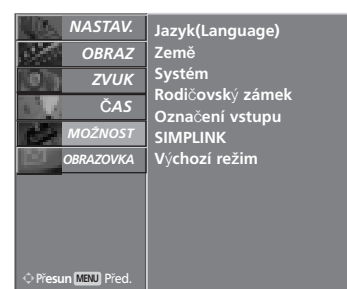 NASTAV.
OBRAZ
ZVUK
ČAS
MOŽNOST
OBRAZOVKA
Jazyk(Language)
Země
Systém
Rodičovský zámek
Označení vstupu
SIMPLINK
Výchozí režim
Přesun MENU Před.